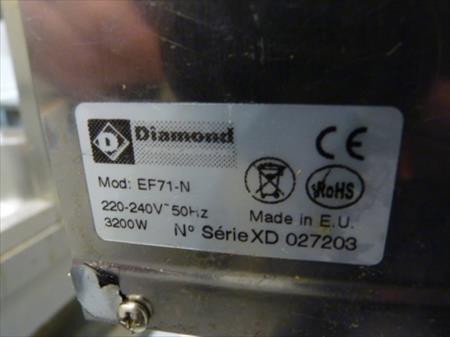 D Diamond
CE
Mod: EF71-N
RoHS
220-240V~50Hz
Made in E.U.
3200W
N° Série XD 027203